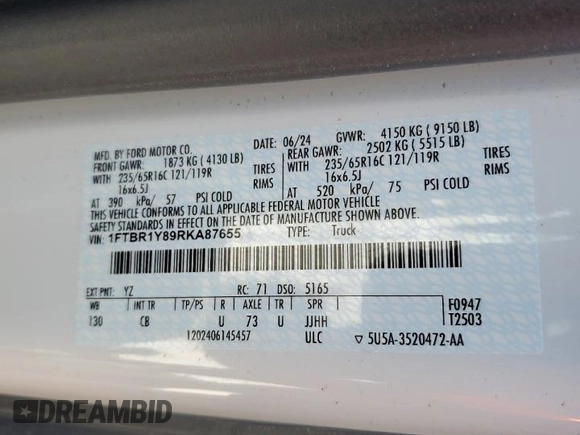 MFD. BY FORD MOTOR CO. DATE: 06/24 GVWR: 4150 KG ( 9150 LB)
FRONT GAWR: 1873 KG ( 4130 LB) REAR GAWR: 2502 KG ( 5515 LB)
WITH 235/65R16C 121/119R TIRES WITH 235/65R16C 121/119R TIRES
16x6.5J RIMS 16x6.5J RIMS
AT 390 kPa/ 57 PSI COLD AT 520 kPa/ 75 PSI COLD
THIS VEHICLE CONFORMS TO ALL APPLICABLE FEDERAL MOTOR VEHICLE
SAFETY STANDARDS IN EFFECT ON THE DATE OF MANUFACTURE SHOWN ABOVE.
VIN: 1FTBR1Y89RKA87655 TYPE: Truck
EXT PNT: YZ RC: 71 DSO: 5165
WB INT TR TP/PS R AXLE TR SPR F0947
130 CB U 73 U JJHH T2503
1202406145457 ULC ▽ 5U5A-3520472-AA
DREAMBID